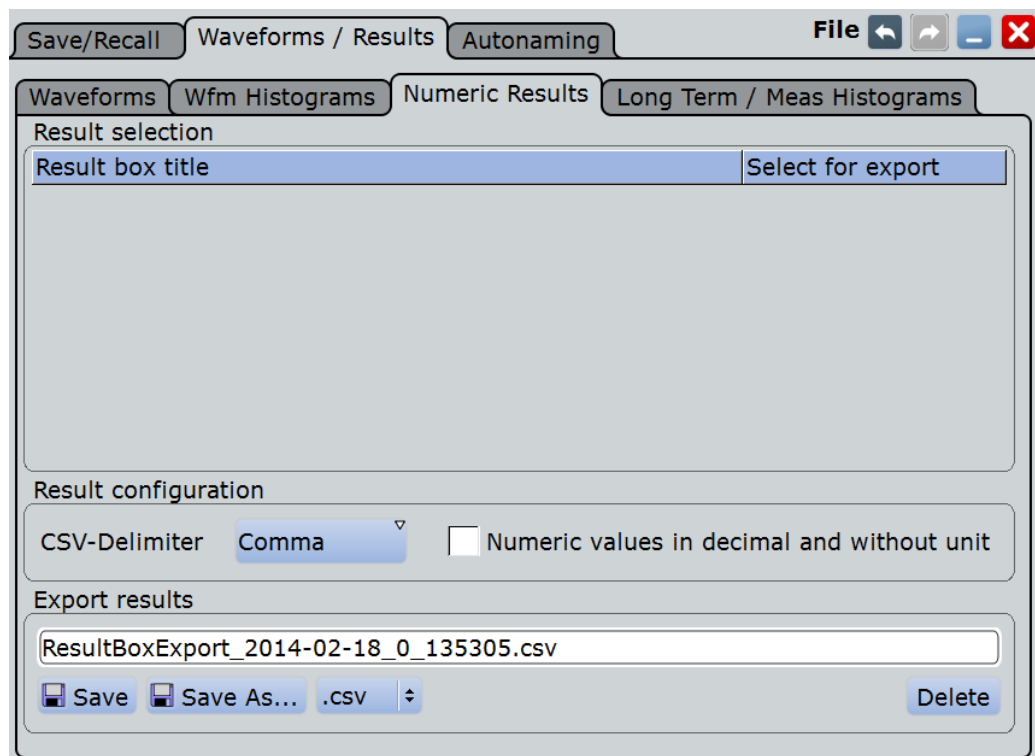 Save/Recall Waveforms / Results Autonaming File
Waveforms Wfm Histograms Numeric Results Long Term / Meas Histograms
Result selection
Result box title Select for export
Result configuration
CSV-Delimiter Comma Numeric values in decimal and without unit
Export results
ResultBoxExport_2014-02-18_0_135305.csv
Save Save As... .csv Delete